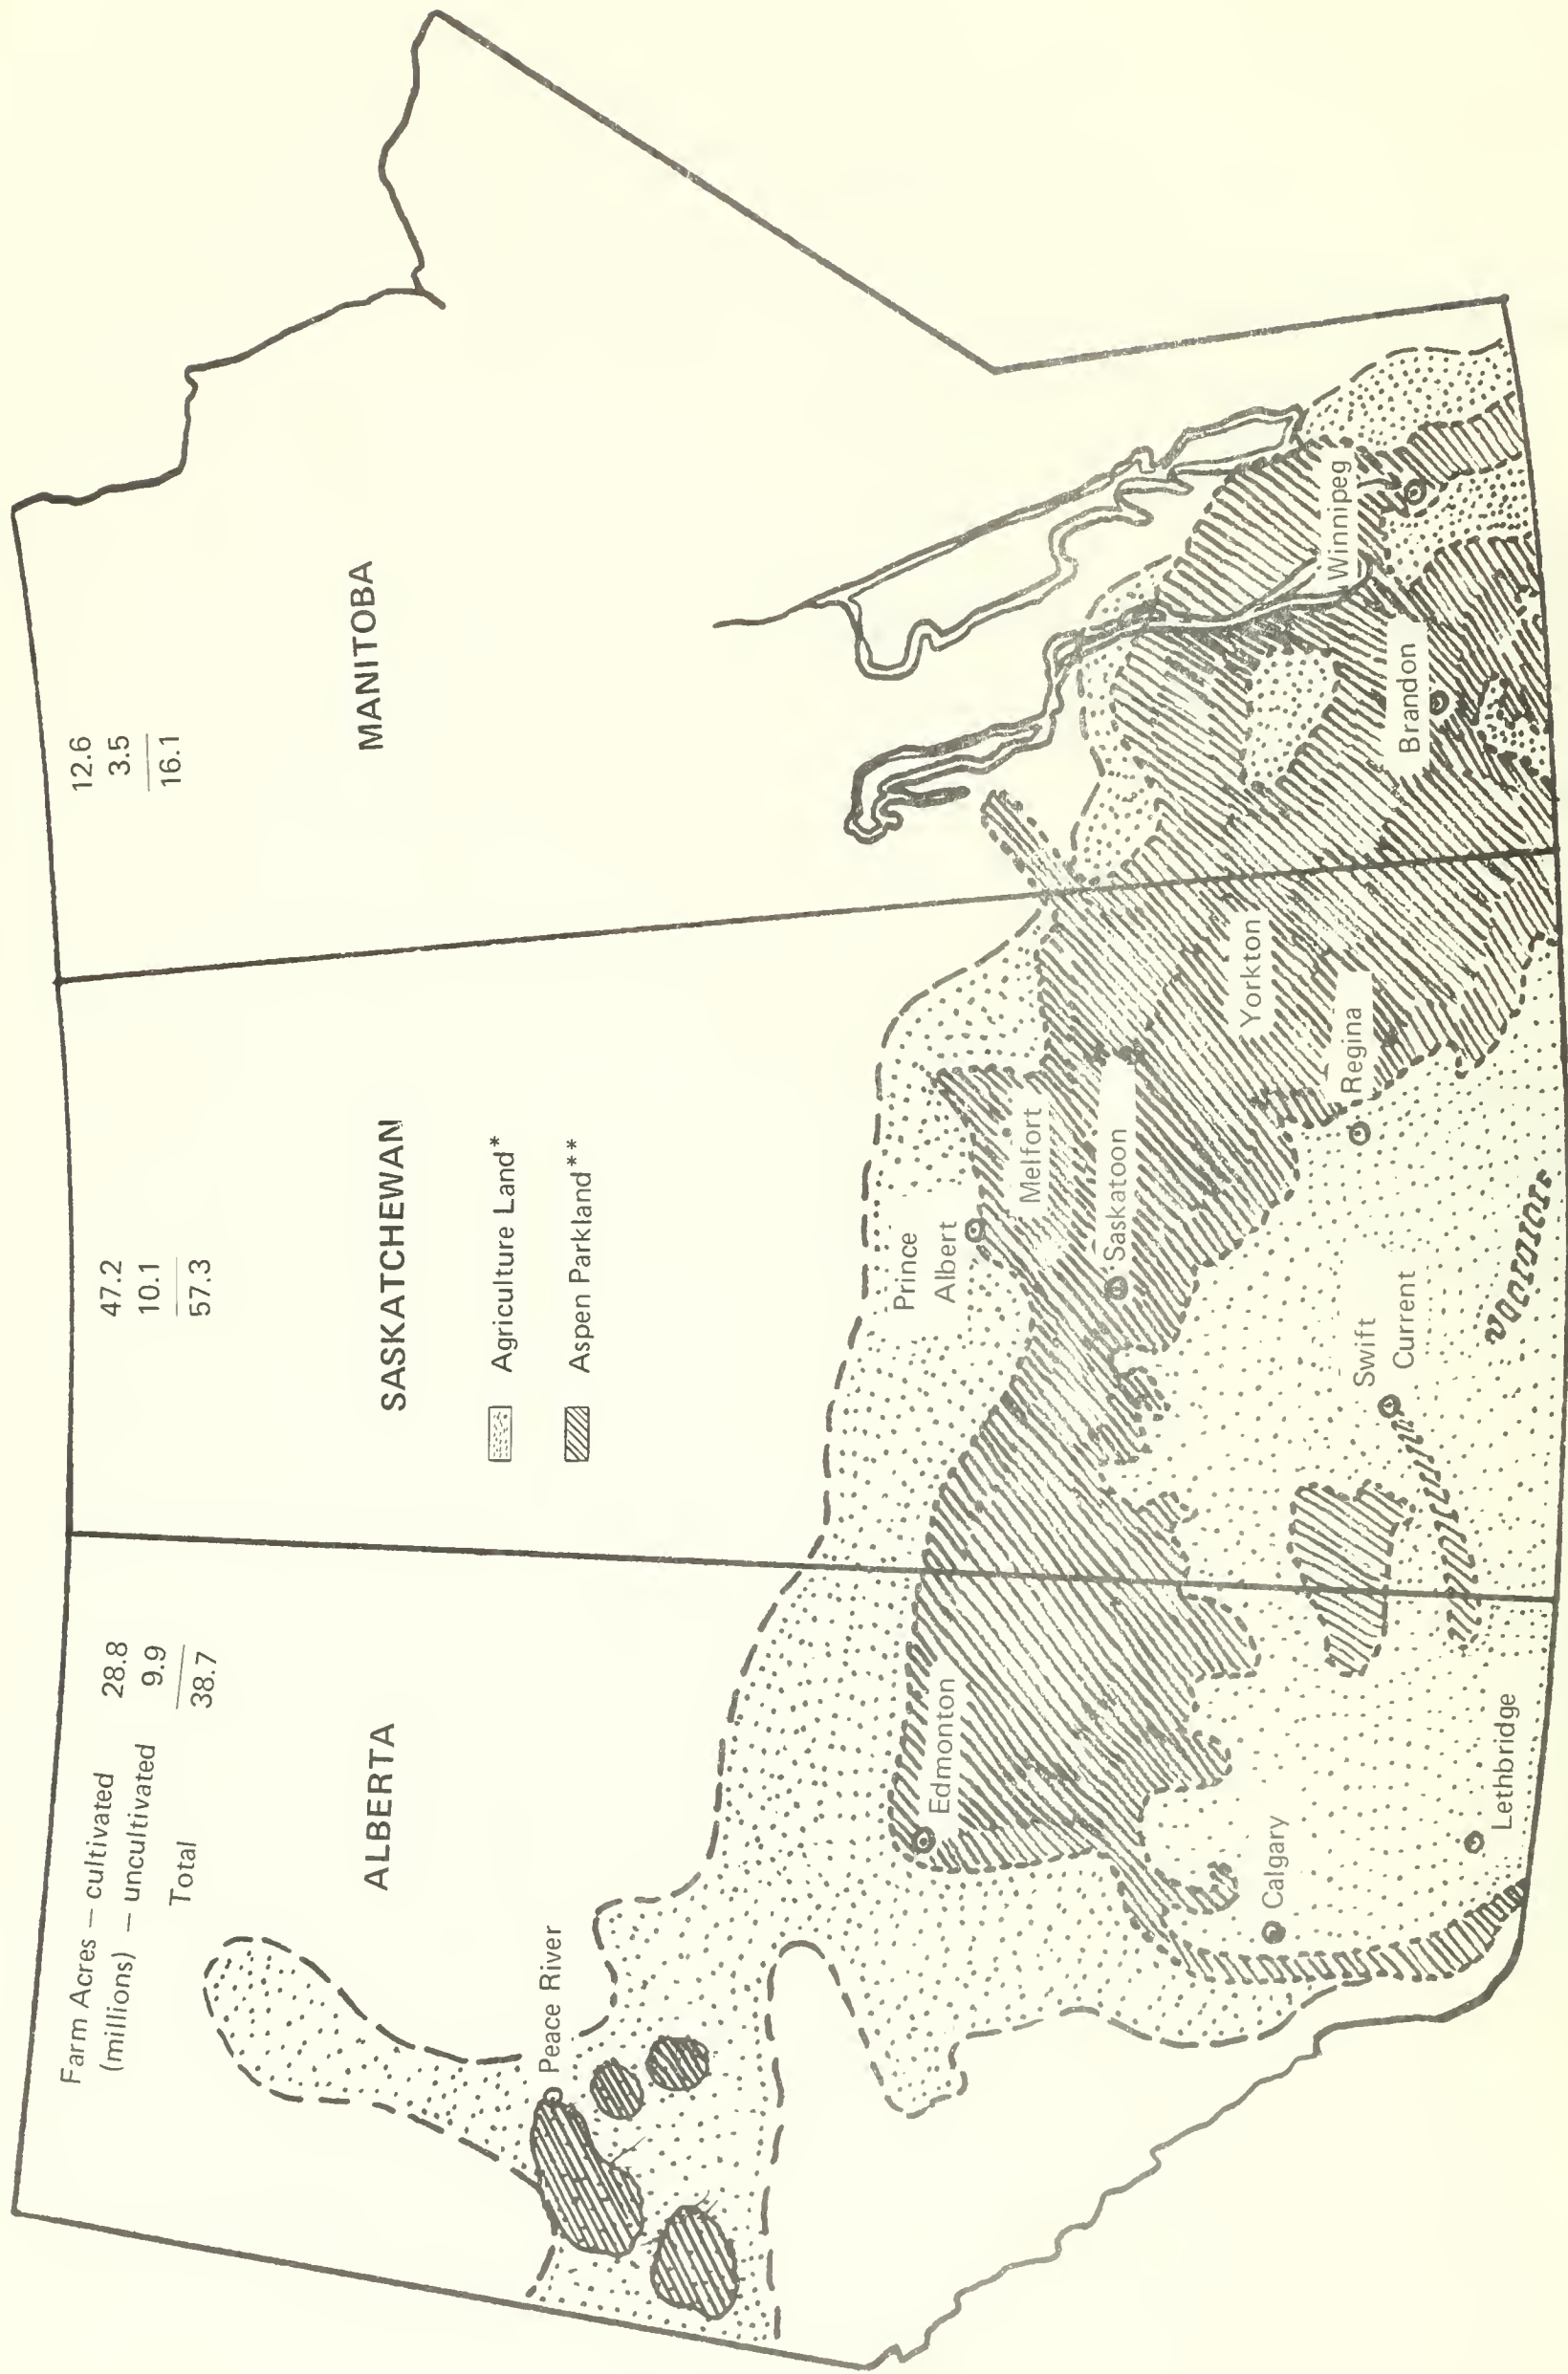 Farm Acres – cultivated 28.8
(millions) – uncultivated 9.9
Total 38.7
47.2
10.1
57.3
12.6
3.5
16.1
ALBERTA
SASKATCHEWAN
MANITOBA
Agriculture Land*
Aspen Parkland**
Peace River
Edmonton
Calgary
Lethbridge
Prince
Albert
Melfort
Saskatoon
Swift
Current
Yorkton
Regina
Brandon
Winnipeg